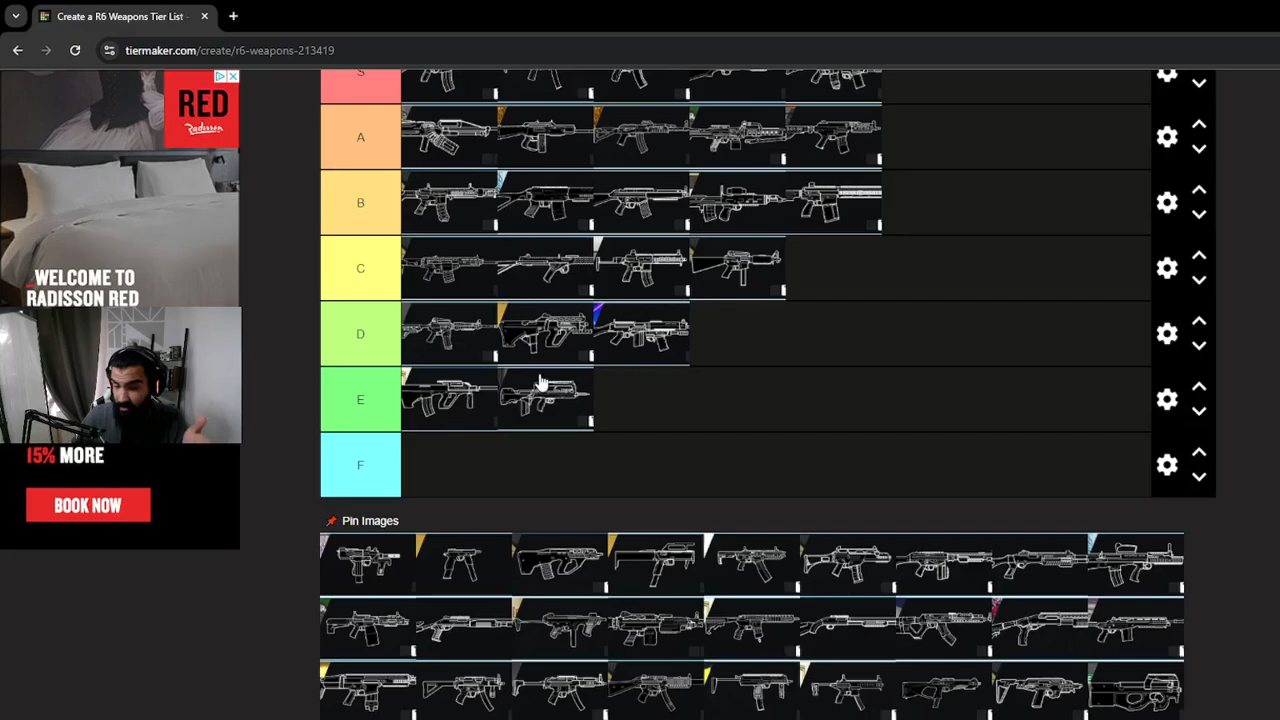 Create a R6 Weapons Tier List -
tiermaker.com/create/r6-weapons-213419
RED
Radisson
WELCOME TO
RADISSON RED
15% MORE
BOOK NOW
S
A
B
C
D
E
F
Pin Images